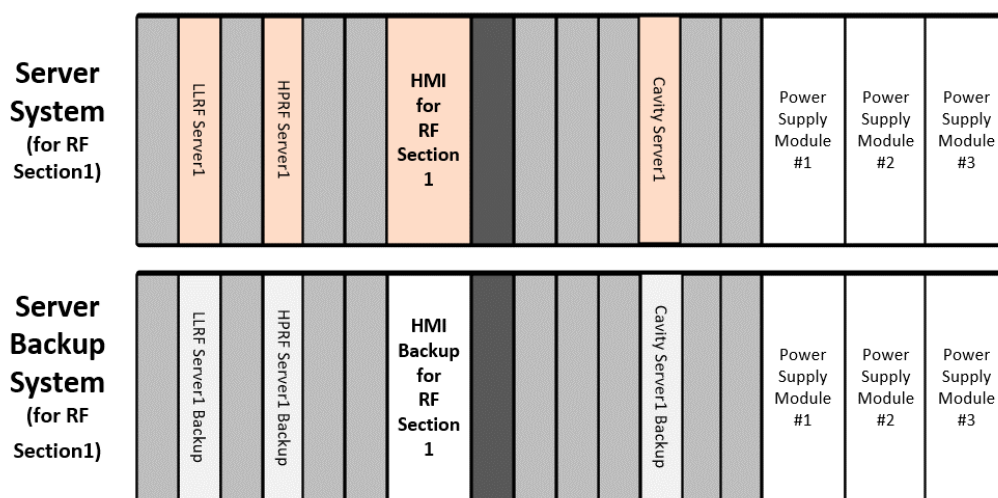 Server
System
(for RF
Section1)
LLRF Server1
HPRF Server1
HMI
for
RF
Section
1
Cavity Server1
Power
Supply
Module
#1
Power
Supply
Module
#2
Power
Supply
Module
#3
Server
Backup
System
(for RF
Section1)
LLRF Server1 Backup
HPRF Server1 Backup
HMI
Backup
for
RF
Section
1
Cavity Server1 Backup
Power
Supply
Module
#1
Power
Supply
Module
#2
Power
Supply
Module
#3